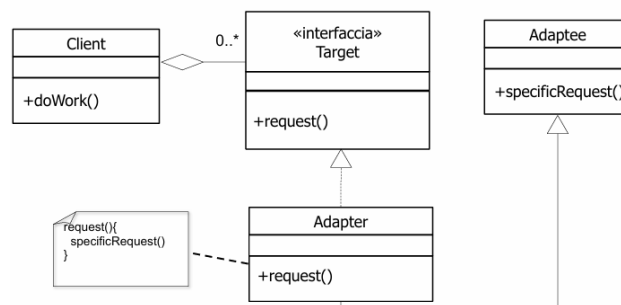 Client
+doWork()
0..*
«interfaccia»
Target
+request()
Adaptee
+specificRequest()
request(){
specificRequest()
}
Adapter
+request()